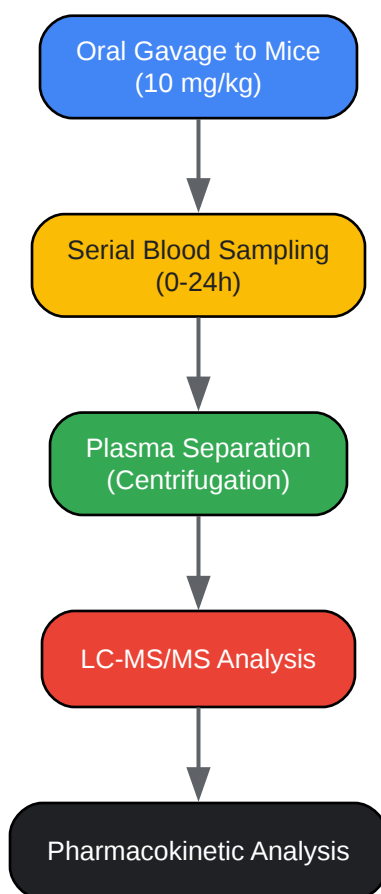 Oral Gavage to Mice
(10 mg/kg)
Serial Blood Sampling
(0-24h)
Plasma Separation
(Centrifugation)
LC-MS/MS Analysis
Pharmacokinetic Analysis